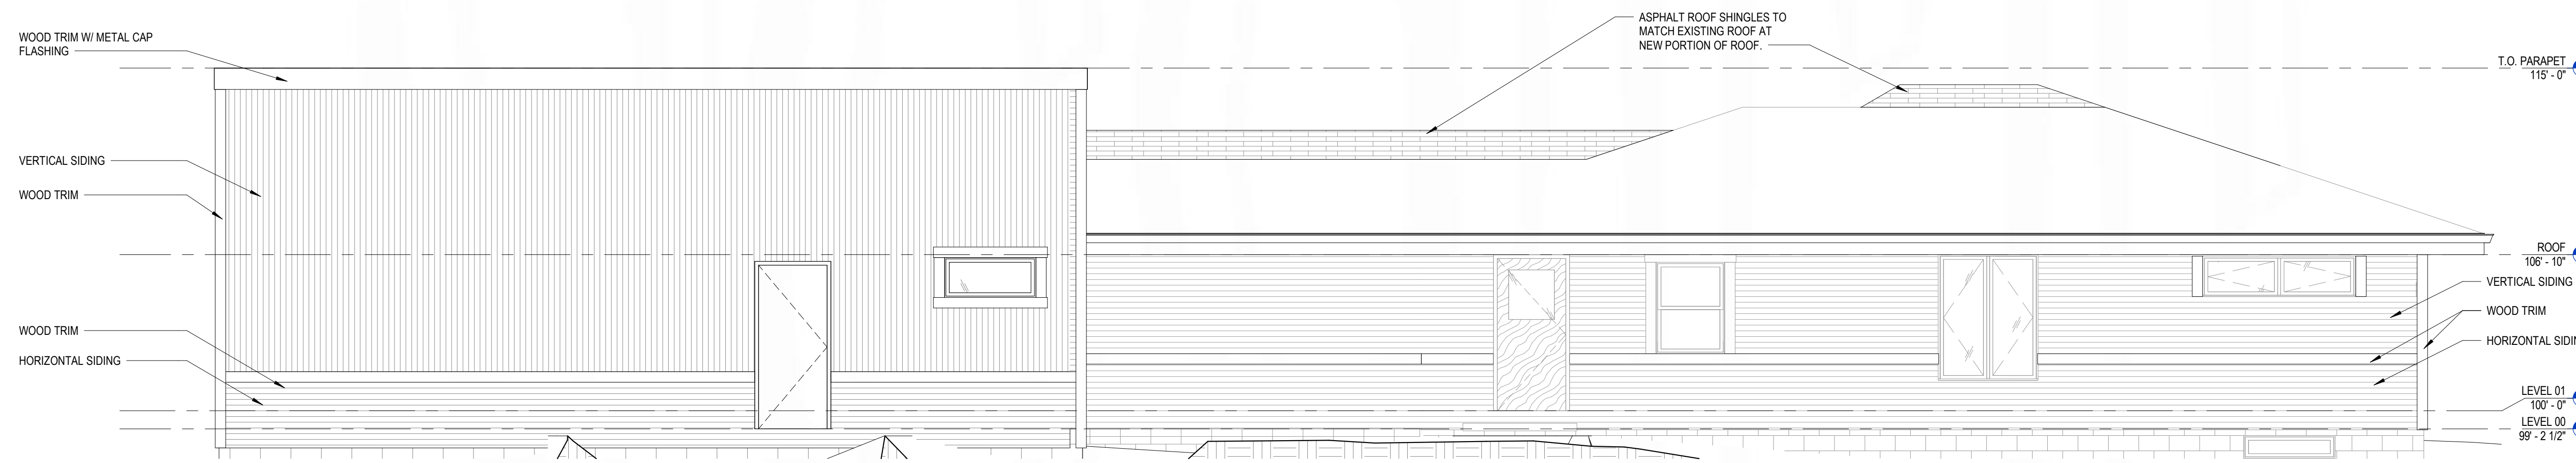 WOOD TRIM W/ METAL CAP
FLASHING
VERTICAL SIDING
WOOD TRIM
WOOD TRIM
HORIZONTAL SIDING
ASPHALT ROOF SHINGLES TO
MATCH EXISTING ROOF AT
NEW PORTION OF ROOF.
T.O. PARAPET
115' - 0"
ROOF
106' - 10"
VERTICAL SIDING
WOOD TRIM
HORIZONTAL SIDIN
LEVEL 01
100' - 0"
LEVEL 00
99' - 2 1/2"